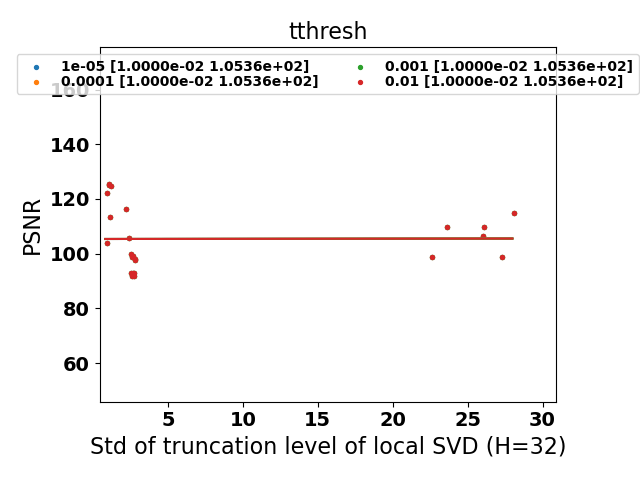 tthresh
1e-05 [1.0000e-02 1.0536e+02]
0.0001 [1.0000e-02 1.0536e+02]
0.001 [1.0000e-02 1.0536e+02]
0.01 [1.0000e-02 1.0536e+02]
160
140
120
100
80
60
PSNR
5 10 15 20 25 30
Std of truncation level of local SVD (H=32)